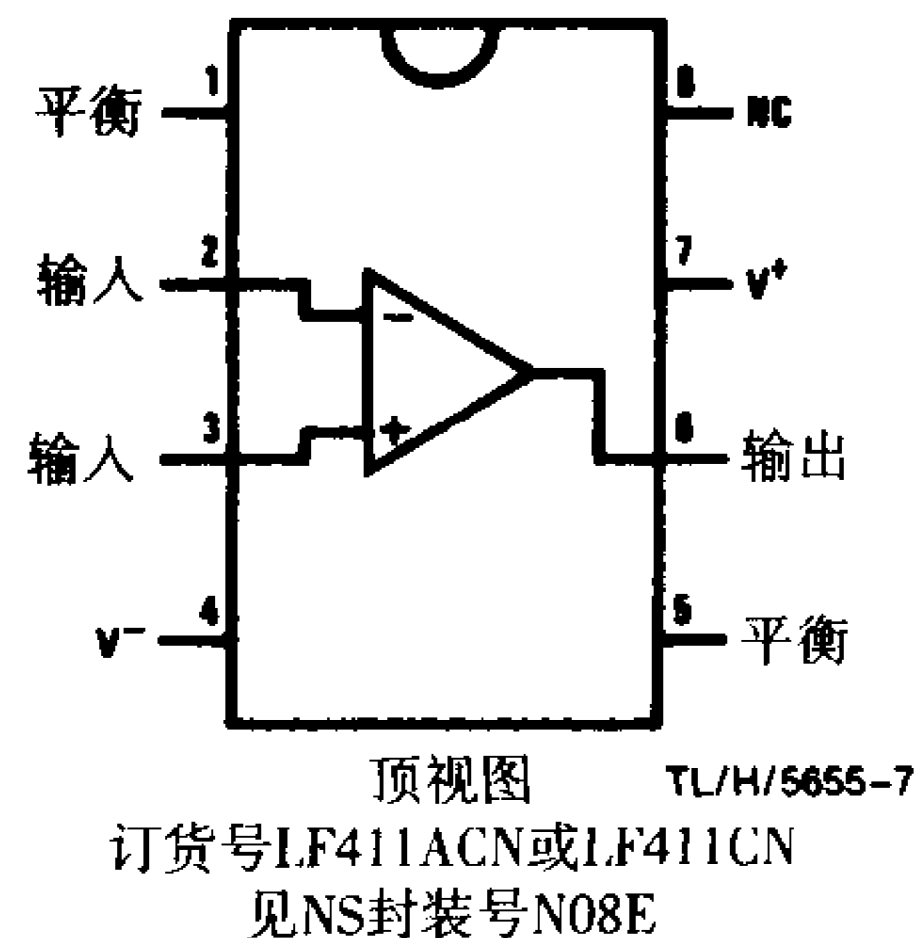 1 8
平衡 NC
2 7
输入 V+
−
3 + 6
输入 输出
4 5
V− 平衡
顶视图 TL/H/5655-7
订货号LF411ACN或LF411CN
见NS封装号N08E